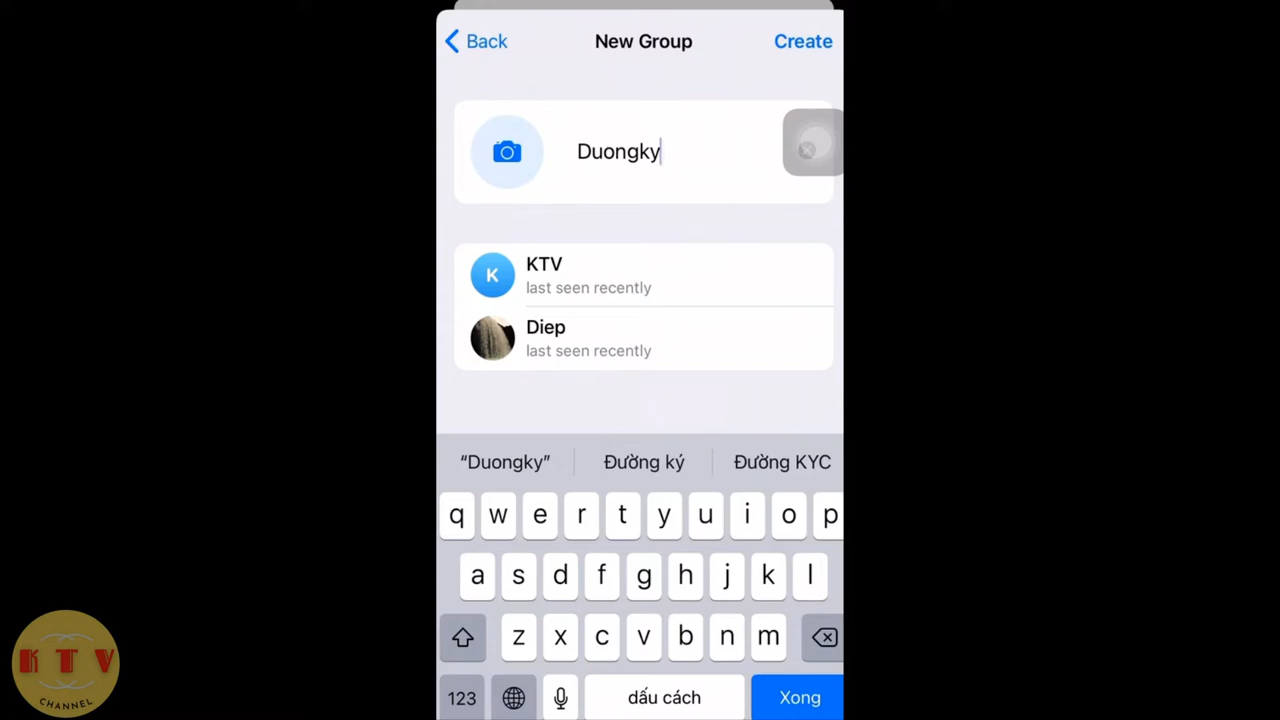 Back New Group Create
Duongky
KTV
K
last seen recently
Diep
last seen recently
“Duongky” Đường ký Đường KYC
q w e r t y u i o p
a s d f g h j k l
z x c v b n m
123 dấu cách Xong
KTV
CHANNEL